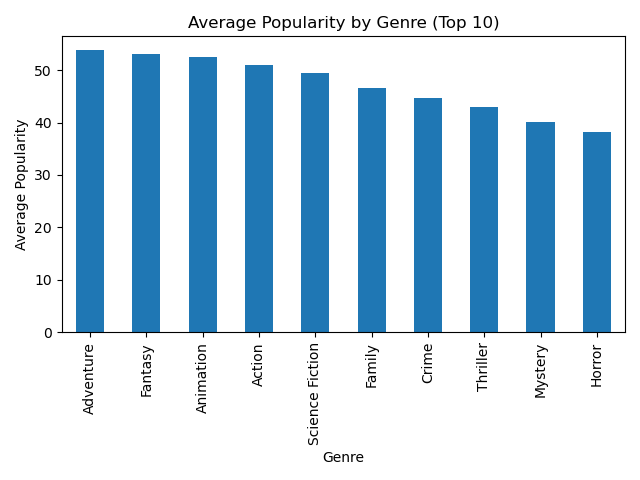 Average Popularity by Genre (Top 10)
Average Popularity
50
40
30
20
10
0
Adventure
Fantasy
Animation
Action
Science Fiction
Family
Crime
Thriller
Mystery
Horror
Genre